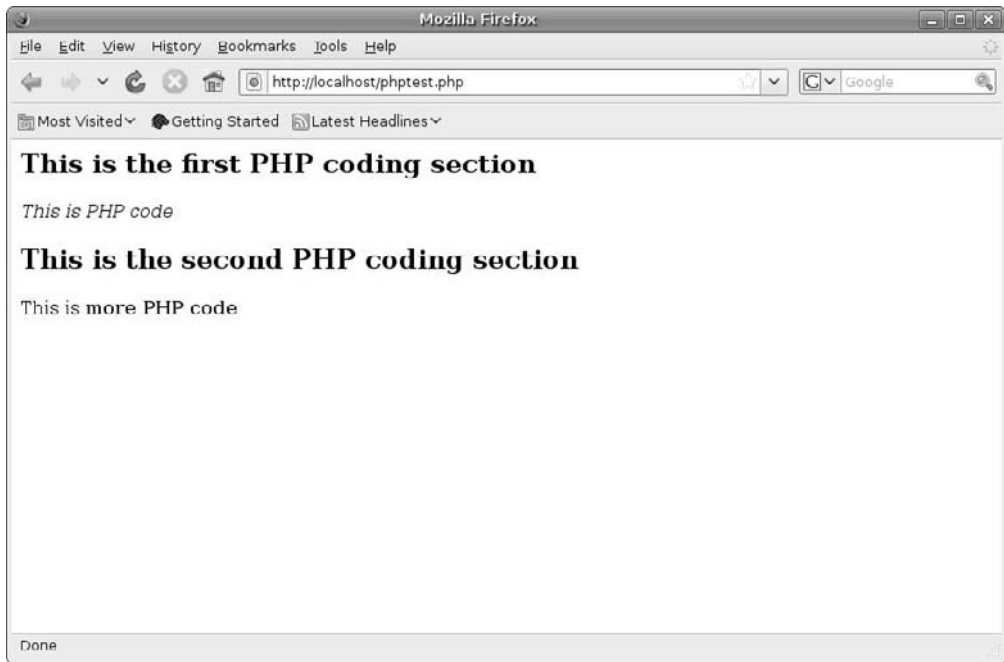 Mozilla Firefox
File Edit View History Bookmarks Tools Help
http://localhost/phptest.php
G Google
Most Visited Getting Started Latest Headlines
This is the first PHP coding section
This is PHP code
This is the second PHP coding section
This is more PHP code
Done